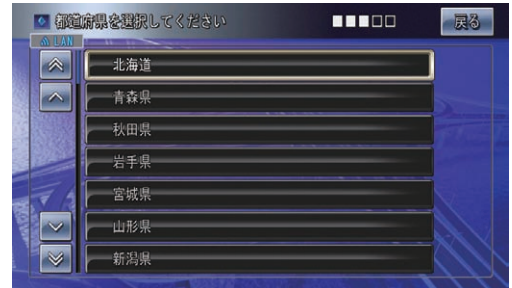 都道府県を選択してください
戻る
LAN
北海道
青森県
秋田県
岩手県
宮城県
山形県
新潟県